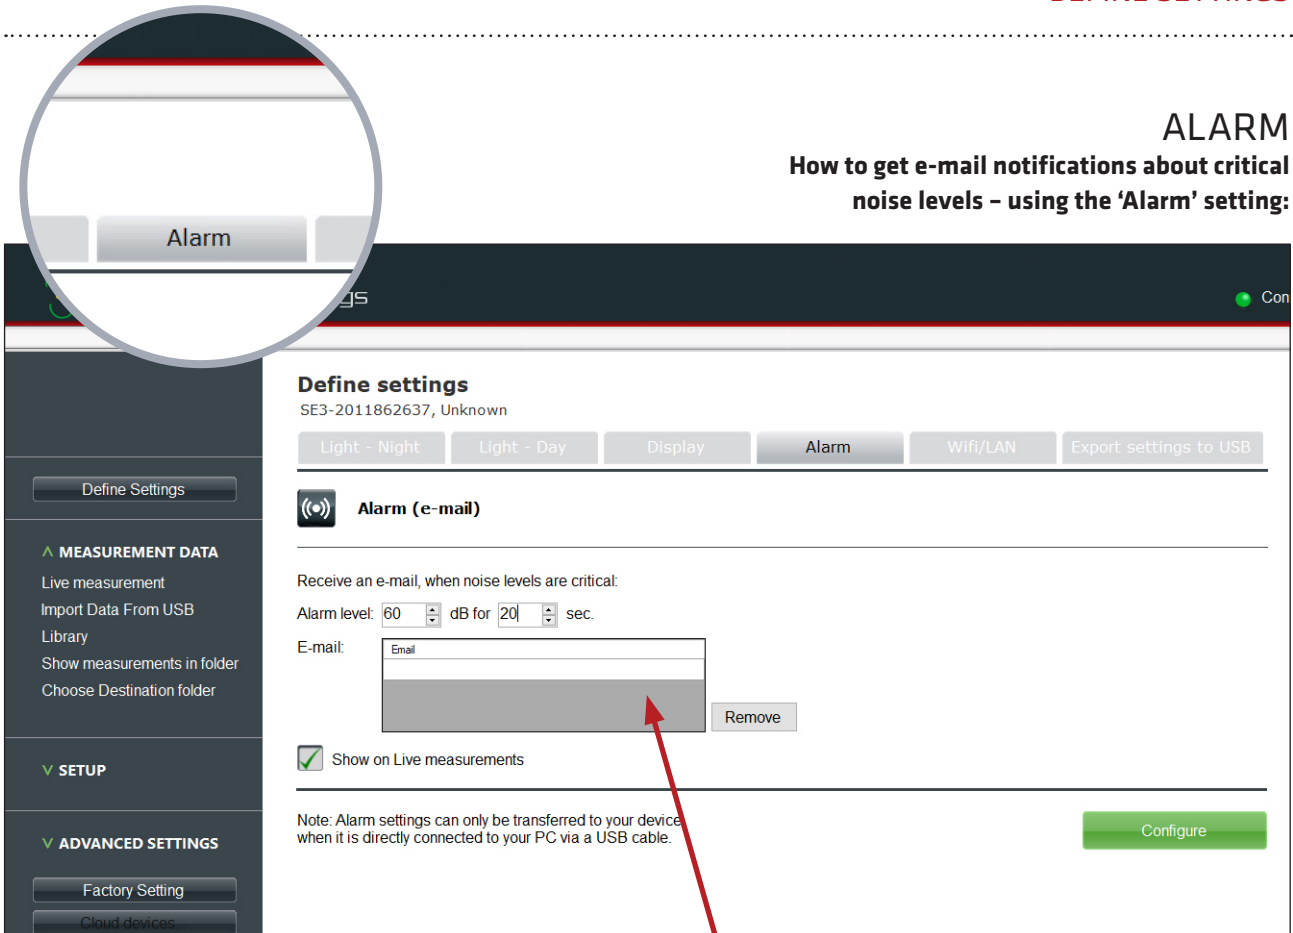 DEFINE SETTINGS
ALARM
How to get e-mail notifications about critical
noise levels – using the ‘Alarm’ setting:
Alarm
Con
Define settings
SE3-2011862637, Unknown
Light - Night
Light - Day
Display
Alarm
Wifi/LAN
Export settings to USB
Define Settings
MEASUREMENT DATA
Live measurement
Import Data From USB
Library
Show measurements in folder
Choose Destination folder
SETUP
ADVANCED SETTINGS
Factory Setting
Cloud devices...
Alarm (e-mail)
Receive an e-mail, when noise levels are critical:
Alarm level: 60 dB for 20 sec.
E-mail:
Email
Remove
Show on Live measurements
Note: Alarm settings can only be transferred to your device
when it is directly connected to your PC via a USB cable.
Configure